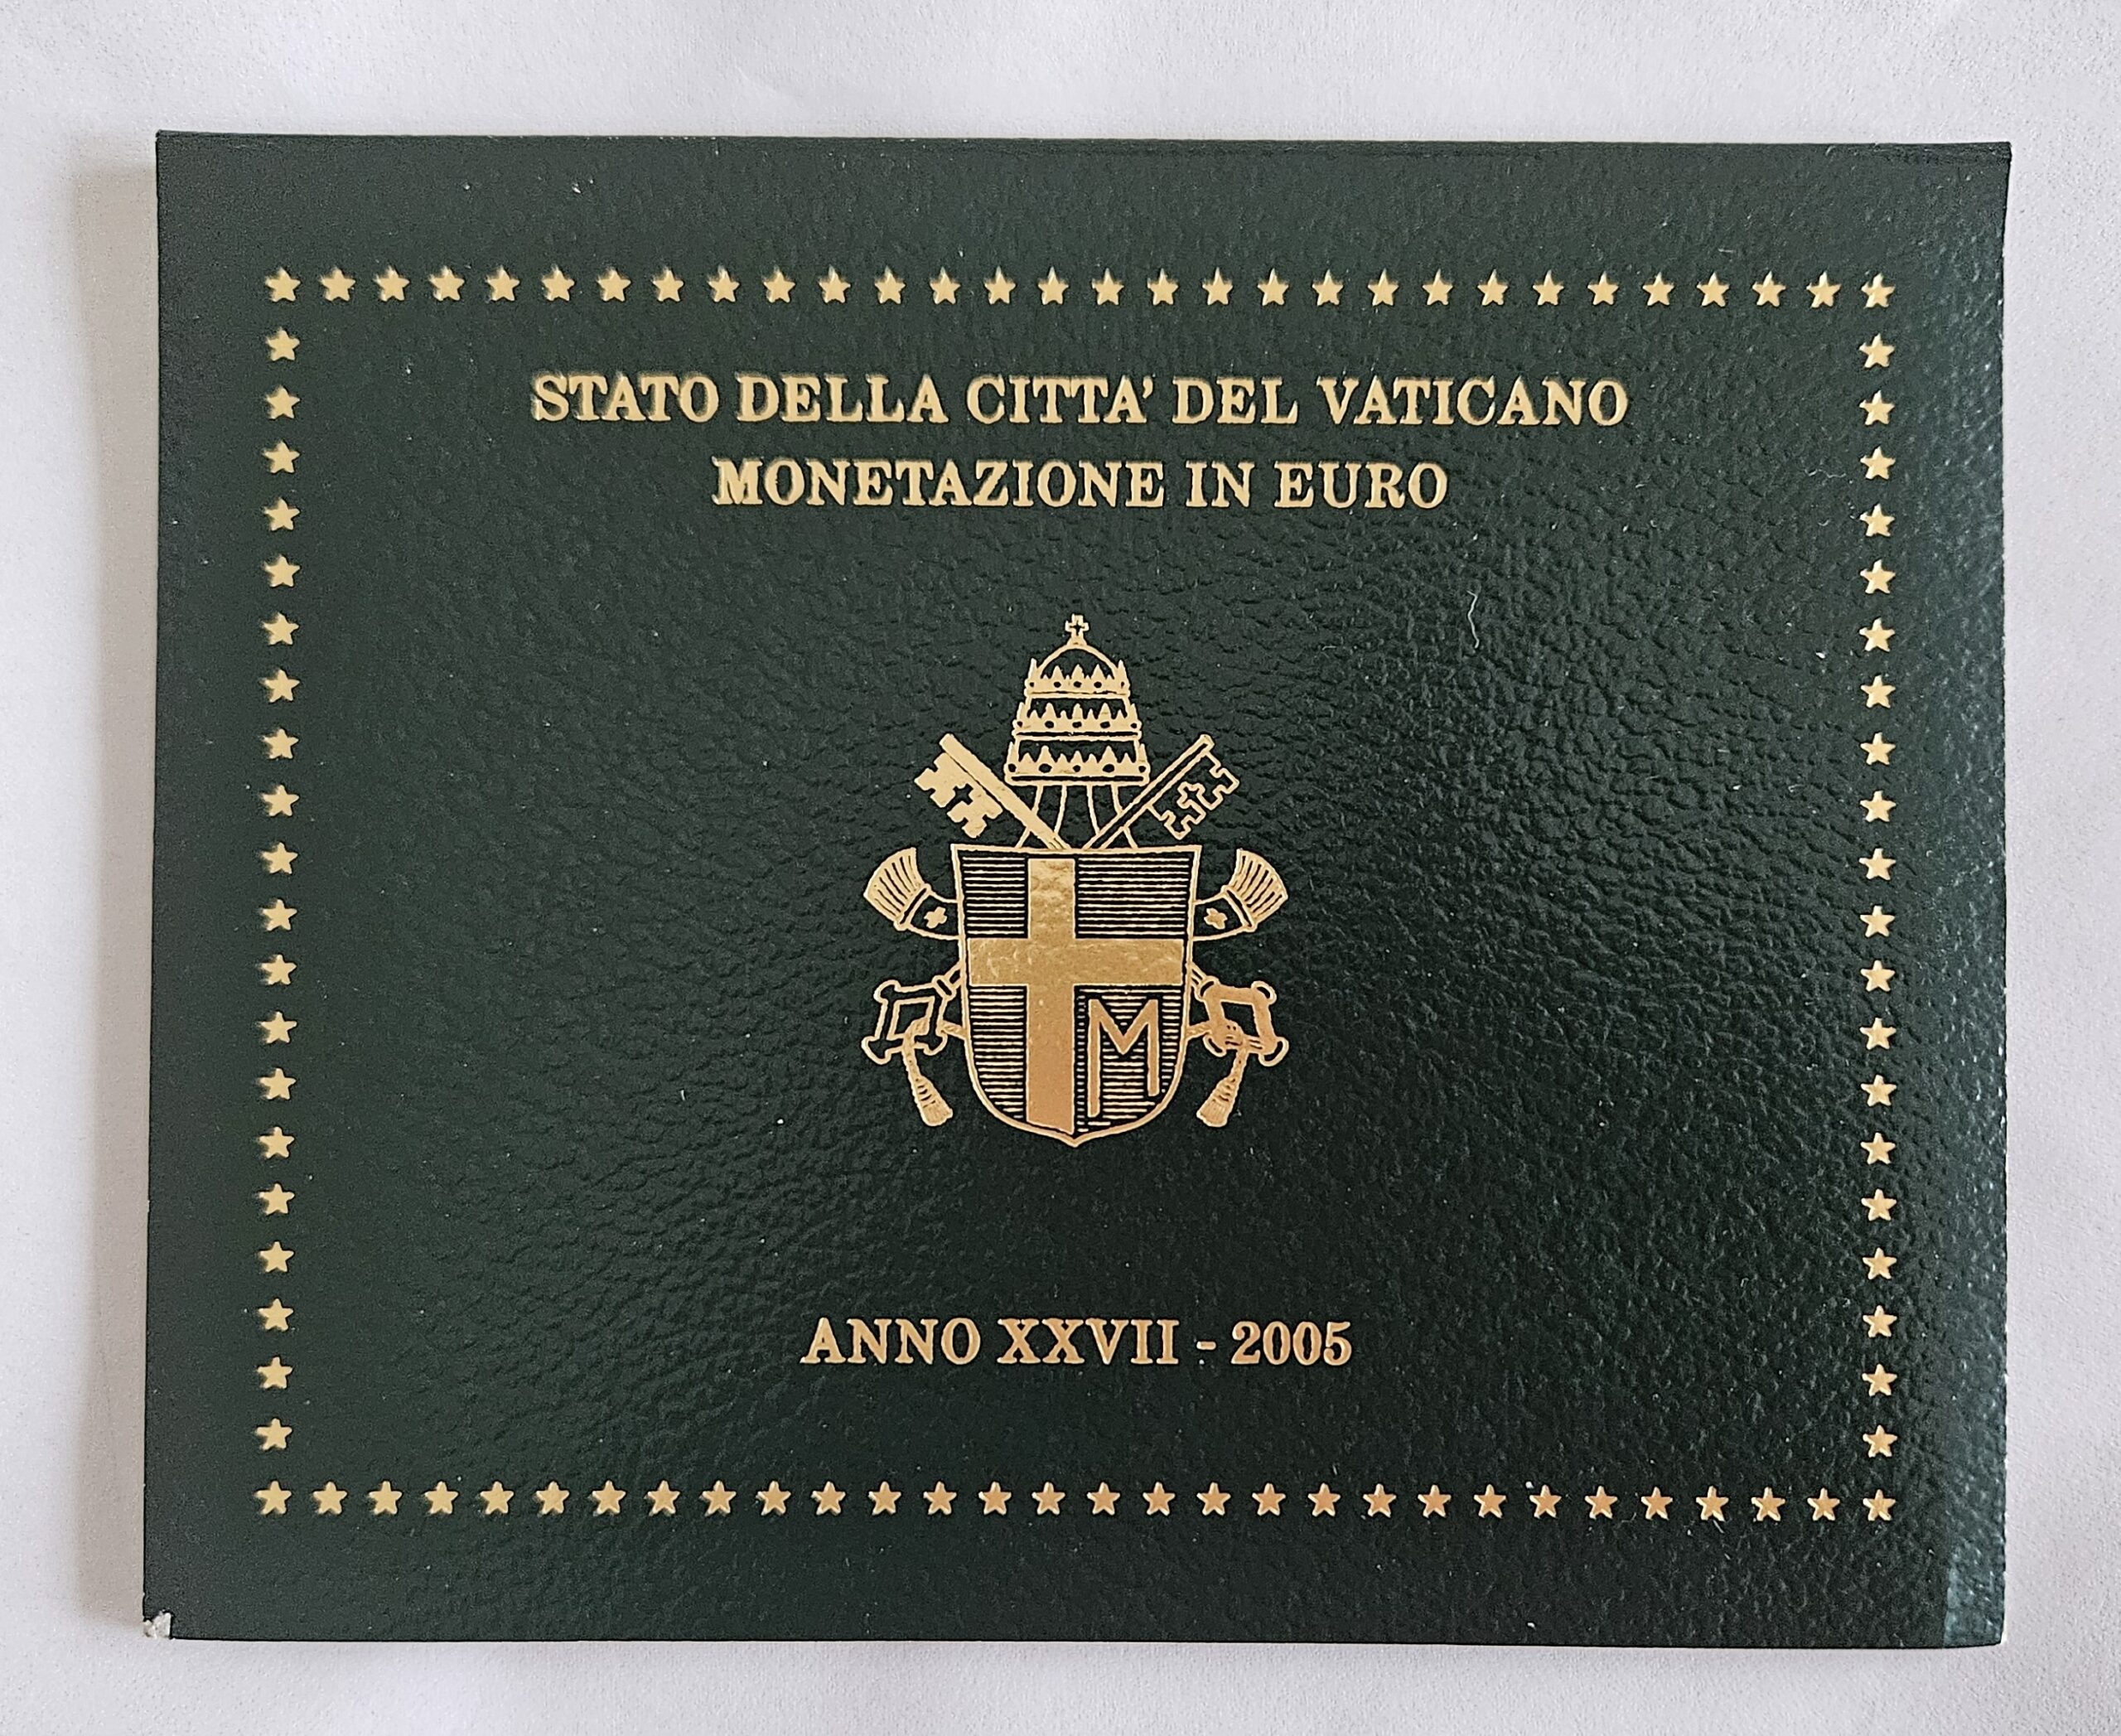 STATO DELLA CITTA' DEL VATICANO
MONETAZIONE IN EURO
M
ANNO XXVII - 2005